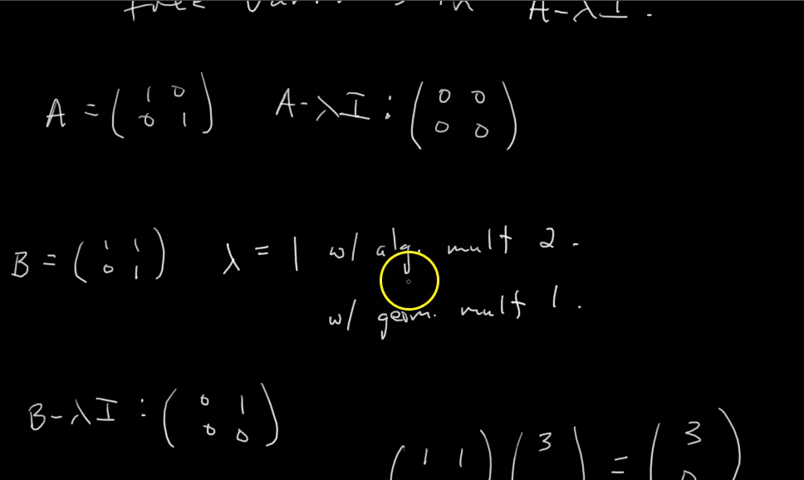 A-λI.
A = (1 0 0 1) A-λI : (0 0 0 0)
B = (1 1 0 1) λ = 1 w/ alg. mult 2.
w/ geom. mult 1.
B-λI : (0 1 0 0)
(1 1) (3) = (3)